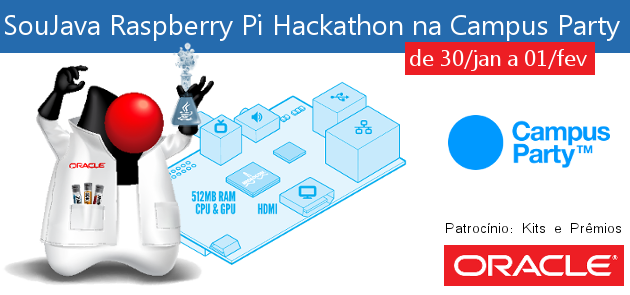 SouJava Raspberry Pi Hackathon na Campus Party
de 30/jan a 01/fev
ORACLE
512MB RAM
CPU & GPU
HDMI
Campus
Party™
Patrocínio: Kits e Prêmios
ORACLE®